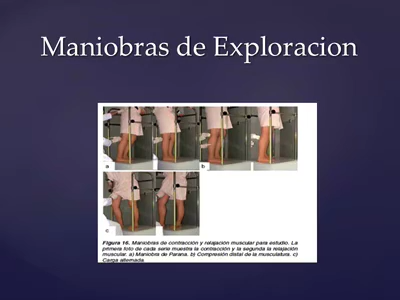 Maniobras de Exploracion
a
b
c
Figura 16. Maniobras de contracción y relajación muscular para estudio. La
primera foto de cada serie muestra la contracción y la segunda la relajación
muscular. a) Maniobra de Parana. b) Compresión distal de la musculatura. c)
Carga alternada.